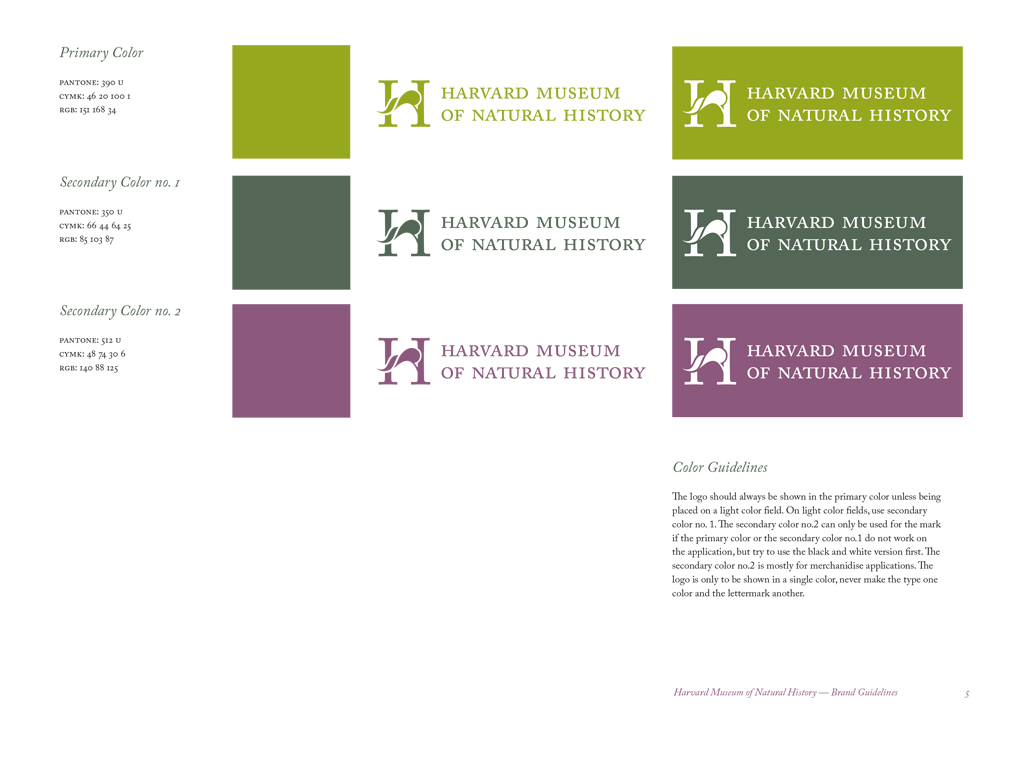 Primary Color
PANTONE: 390 U
CYMK: 46 20 100 1
RGB: 151 168 34
HARVARD MUSEUM
OF NATURAL HISTORY
HARVARD MUSEUM
OF NATURAL HISTORY
Secondary Color no. 1
PANTONE: 350 U
CYMK: 66 44 64 25
RGB: 85 103 87
HARVARD MUSEUM
OF NATURAL HISTORY
HARVARD MUSEUM
OF NATURAL HISTORY
Secondary Color no. 2
PANTONE: 512 U
CYMK: 48 74 30 6
RGB: 140 88 125
HARVARD MUSEUM
OF NATURAL HISTORY
HARVARD MUSEUM
OF NATURAL HISTORY
Color Guidelines
The logo should always be shown in the primary color unless being
placed on a light color field. On light color fields, use secondary
color no. 1. The secondary color no.2 can only be used for the mark
if the primary color or the secondary color no.1 do not work on
the application, but try to use the black and white version first. The
secondary color no.2 is mostly for merchanidise applications. The
logo is only to be shown in a single color, never make the type one
color and the lettermark another.
Harvard Museum of Natural History — Brand Guidelines
5